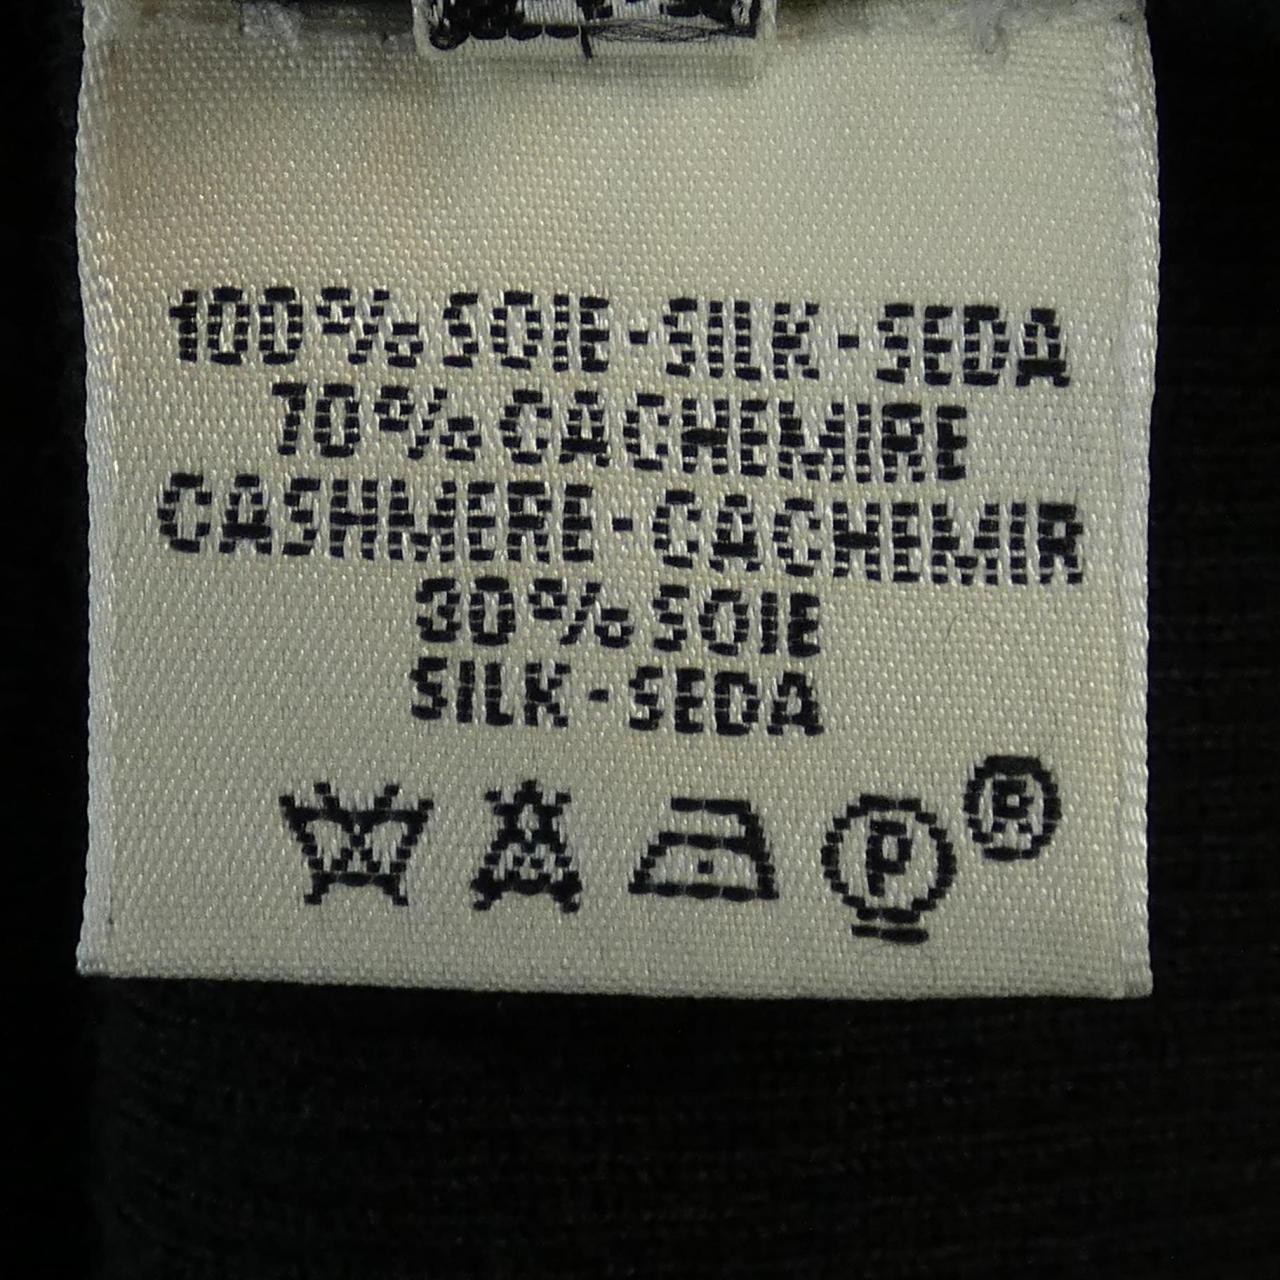 100% SOIE - SILK - SEDA
70% CACHEMIRE
CASHMERE - CACHEMIR
30% SOIE
SILK - SEDA
P ®